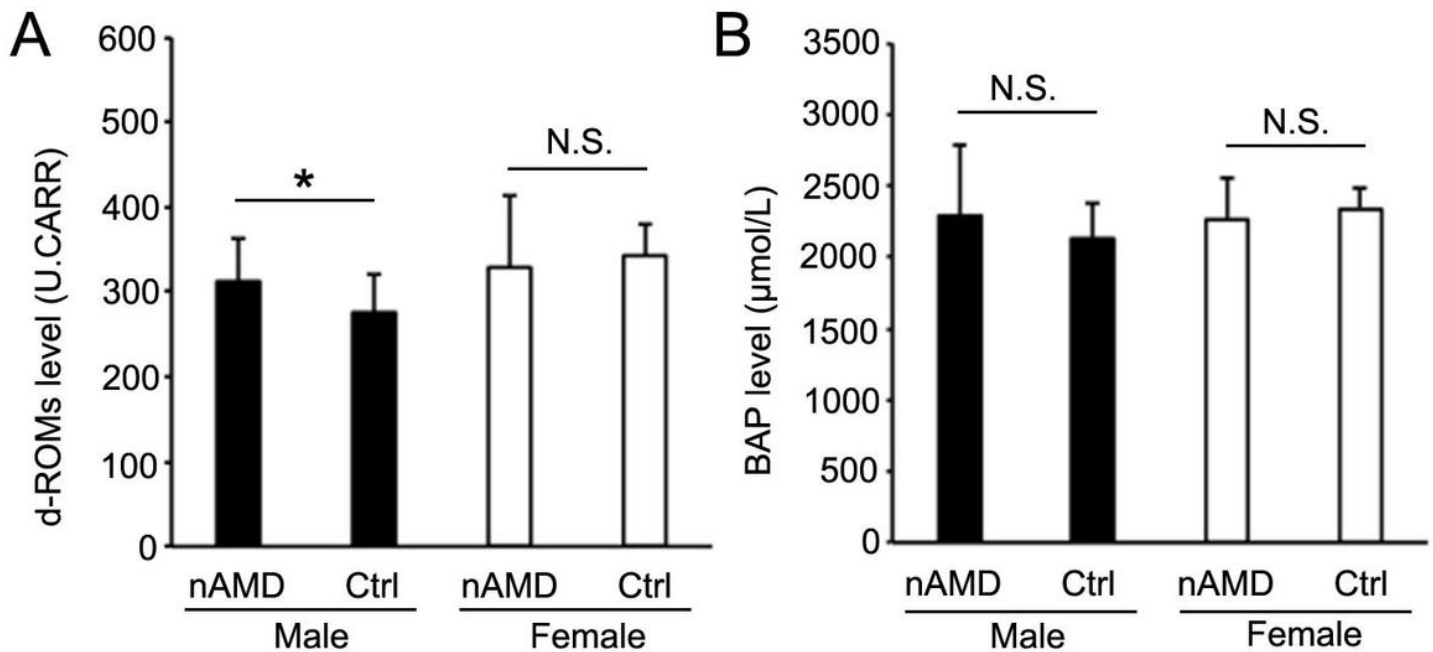 A
d-ROMs level (U.CARR)
600
500
400
300
200
100
0
*
N.S.
nAMD Ctrl nAMD Ctrl
Male Female
B
BAP level (μmol/L)
3500
3000
2500
2000
1500
1000
500
0
N.S.
N.S.
nAMD Ctrl nAMD Ctrl
Male Female